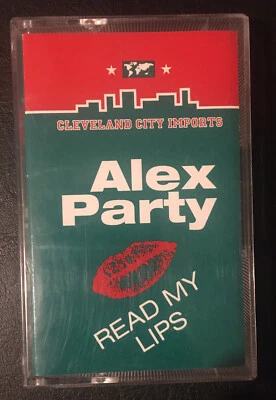 CLEVELAND CITY IMPORTS
Alex
Party
READ MY
LIPS